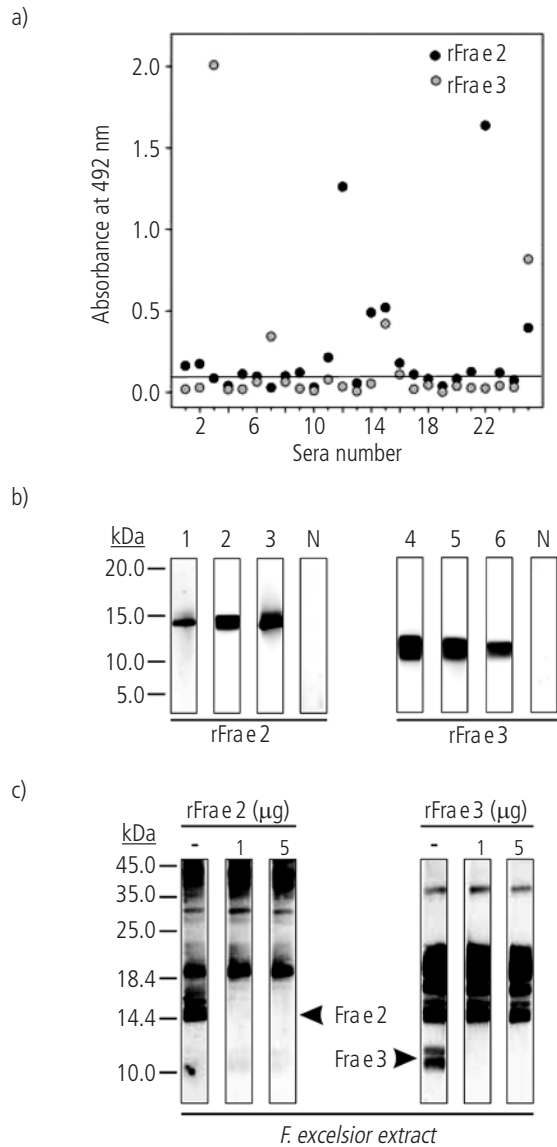 a)
2.0
rFra e 2
rFra e 3
1.5
1.0
0.5
0.0
Absorbance at 492 nm
2 6 10 14 18 22
Sera number
b)
kDa 1 2 3 N 4 5 6 N
20.0
15.0
10.0
5.0
rFra e 2 rFra e 3
c)
rFra e 2 (µg) rFra e 3 (µg)
kDa - 1 5 - 1 5
45.0
35.0
25.0
18.4
14.4 Fra e 2
Fra e 3
10.0
F. excelsior extract